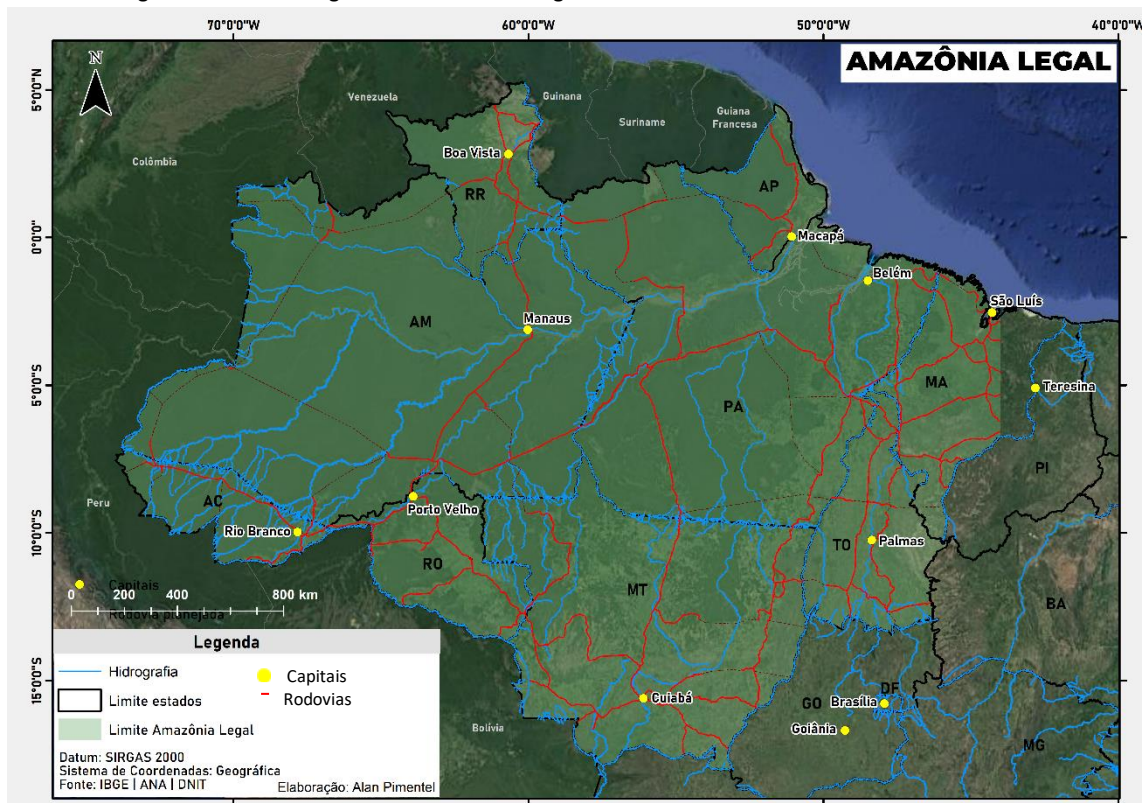 70°0'0"W 60°0'0"W 50°0'0"W 40°0'0"W
AMAZÔNIA LEGAL
N
5°0'0"N
Venezuela
Guinana
Suriname
Guiana
Francesa
Colômbia
Boa Vista
RR
AP
0°0'0"
Macapá
Belém
São Luís
AM
Manaus
5°0'0"S
PA
MA
Teresina
PI
Peru
AC
Porto Velho
Rio Branco
10°0'0"S
RO
TO
Palmas
MT
BA
Capitais
0 200 400 800 km
Rodovia planejada
Legenda
Hidrografia
Capitais
Limite estados
Rodovias
Limite Amazônia Legal
15°0'0"S
Cuiabá
GO
DF
Brasília
Goiânia
Bolívia
MG
Datum: SIRGAS 2000
Sistema de Coordenadas: Geográfica
Fonte: IBGE | ANA | DNIT
Elaboração: Alan Pimentel